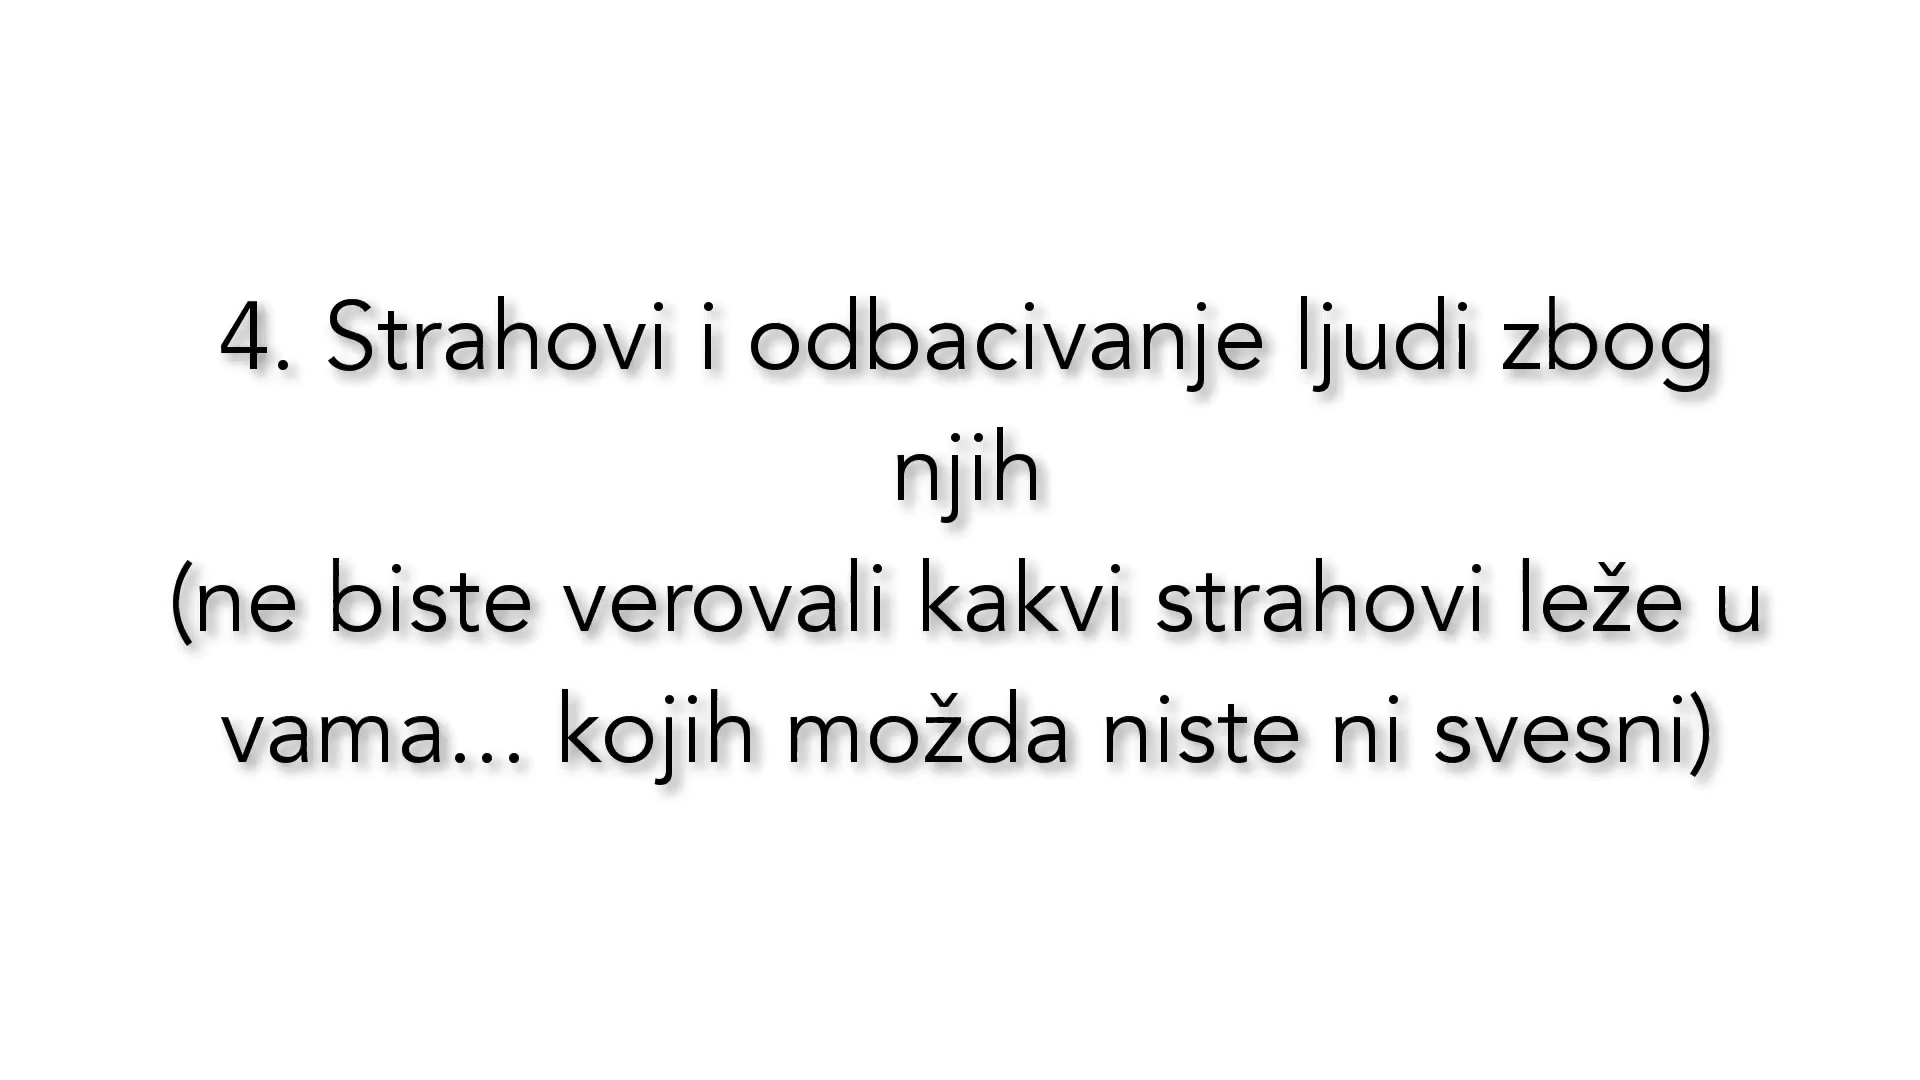 4. Strahovi i odbacivanje ljudi zbog
njih
(ne biste verovali kakvi strahovi leže u
vama... kojih možda niste ni svesni)